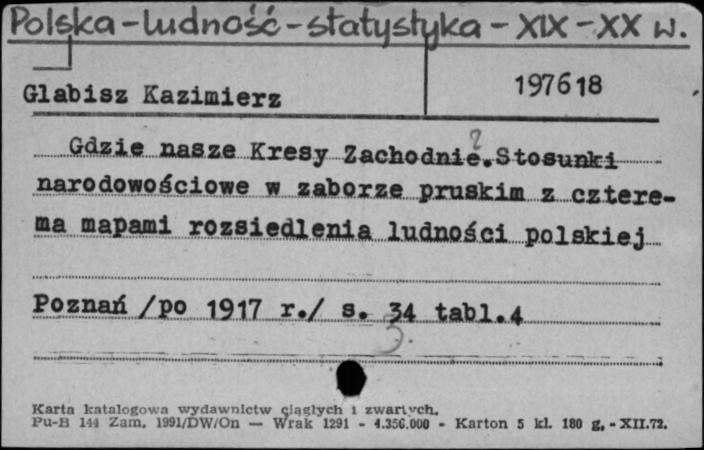 Polska-ludność-statystyka-XIX-XX w.
Glabisz Kazimierz
197618
Gdzie nasze Kresy Zachodnie?.Stosunki
narodowościowe w zaborze pruskim z cztere-
ma mapami rozsiedlenia ludności polskiej
Poznań /po 1917 r./ s. 34 tabl.4
3.
Karta katalogowa wydawnictw ciągłych i zwartych.
Pu-B 144 Zam. 1991/DW/On — Wrak 1291 - 4.356.000 - Karton 5 kl. 180 g. - XII.72.